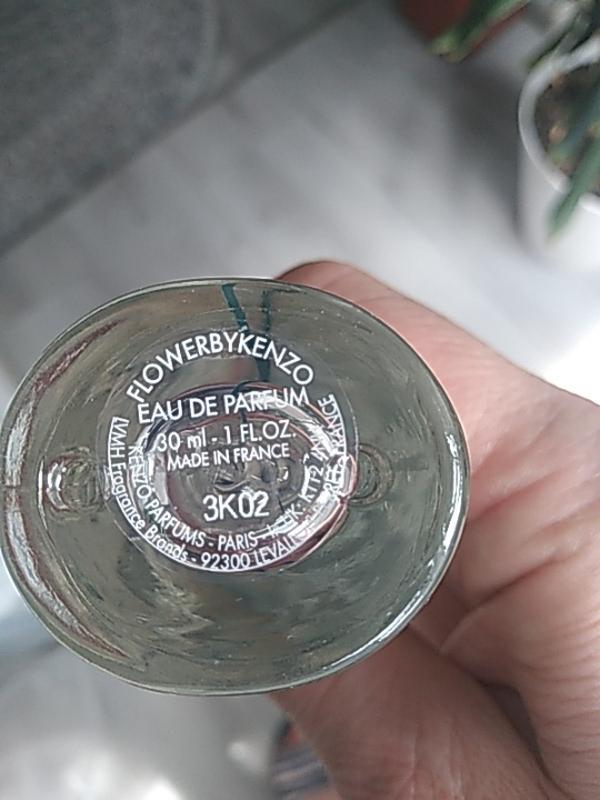 FLOWERBYKENZO
EAU DE PARFUM
30 ml - 1 FL.OZ.
MADE IN FRANCE
3K02
KENZO PARFUMS - PARIS -
LVMH Fragrance Brands - 92300 FRANCE